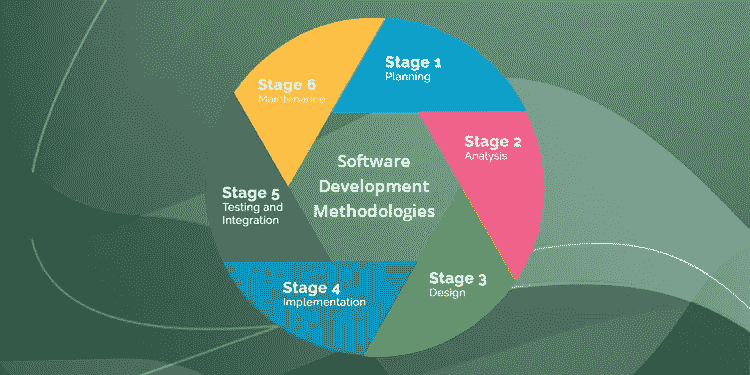 Software
Development
Methodologies
Stage 1
Planning
Stage 2
Analysis
Stage 3
Design
Stage 4
Implementation
Stage 5
Testing and
Integration
Stage 6
Maintenance